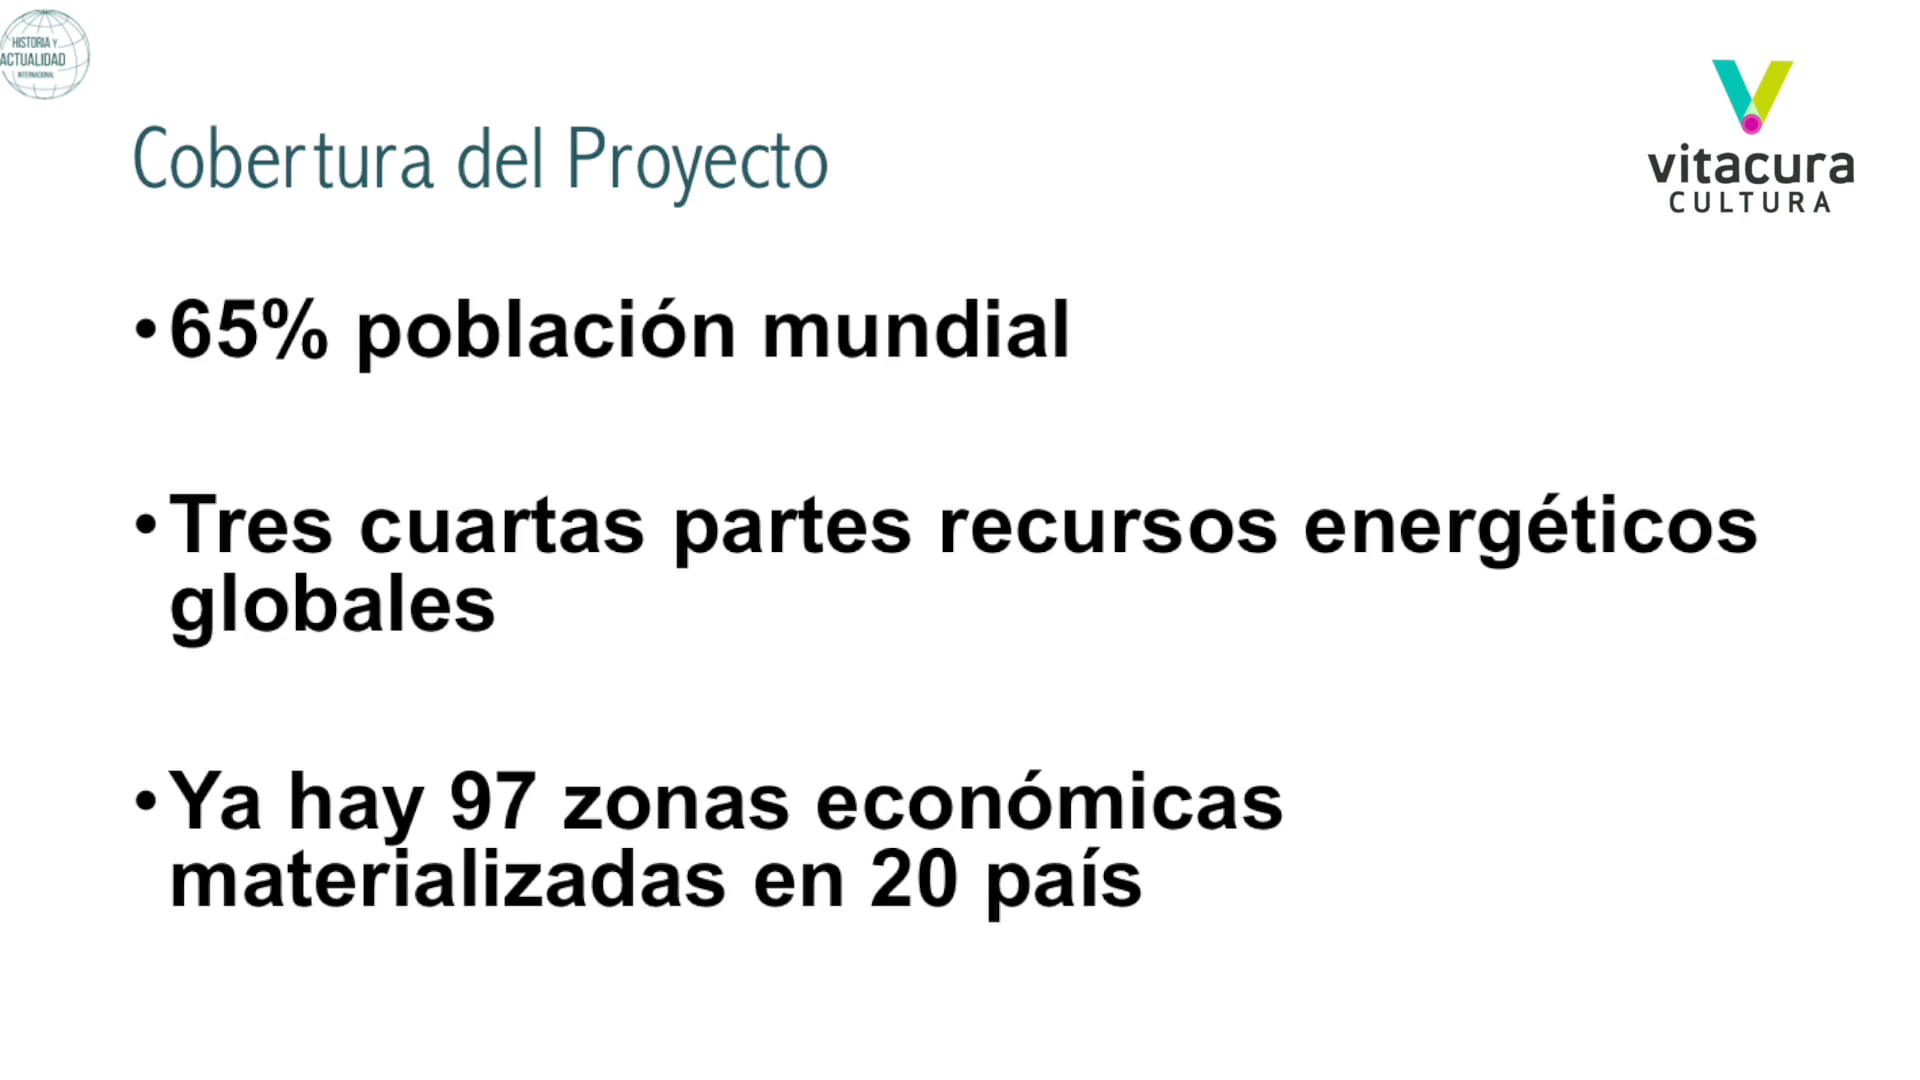 HISTORIA Y
ACTUALIDAD
INTERNACIONAL
vitacura
CULTURA
Cobertura del Proyecto
•65% población mundial
•Tres cuartas partes recursos energéticos
globales
•Ya hay 97 zonas económicas
materializadas en 20 país